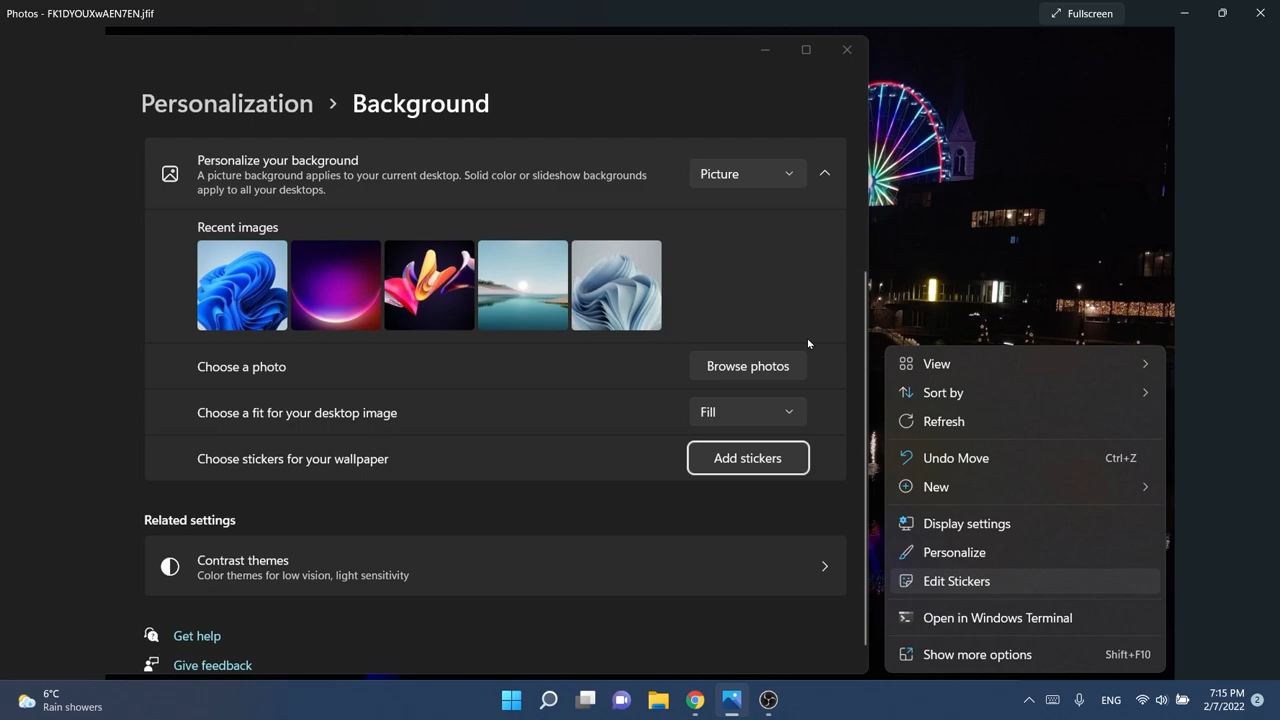 Photos - FK1DYOUXwAEN7EN.jfif
Fullscreen
Personalization > Background
Personalize your background
A picture background applies to your current desktop. Solid color or slideshow backgrounds
apply to all your desktops.
Picture
Recent images
Choose a photo
Browse photos
Choose a fit for your desktop image
Fill
Choose stickers for your wallpaper
Add stickers
Related settings
Contrast themes
Color themes for low vision, light sensitivity
Get help
Give feedback
View
Sort by
Refresh
Undo Move Ctrl+Z
New
Display settings
Personalize
Edit Stickers
Open in Windows Terminal
Show more options Shift+F10
6°C
Rain showers
ENG
7:15 PM
2/7/2022
2